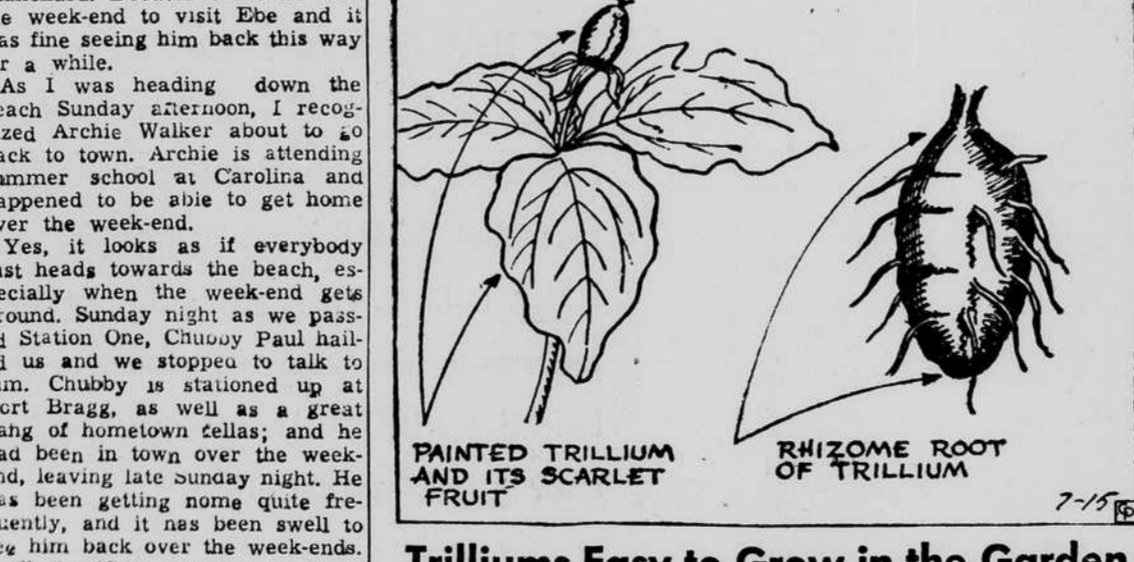 e week-end to visit Ebe and it
as fine seeing him back this way
r a while.
As I was heading down the
each Sunday afternoon, I recog-
zed Archie Walker about to go
ack to town. Archie is attending
ummer school at Carolina and
appened to be able to get home
ver the week-end.
Yes, it looks as if everybody
ust heads towards the beach, es-
ecially when the week-end gets
round. Sunday night as we pass-
d Station One, Chubby Paul hail-
d us and we stopped to talk to
im. Chubby is stationed up at
ort Bragg, as well as a great
ang of hometown fellas; and he
ad been in town over the week-
nd, leaving late Sunday night. He
as been getting home quite fre-
uently, and it has been swell to
ee him back over the week-ends.
PAINTED TRILLIUM
AND ITS SCARLET
FRUIT
RHIZOME ROOT
OF TRILLIUM
7-15
Trilliums Easy to Grow in the Garden